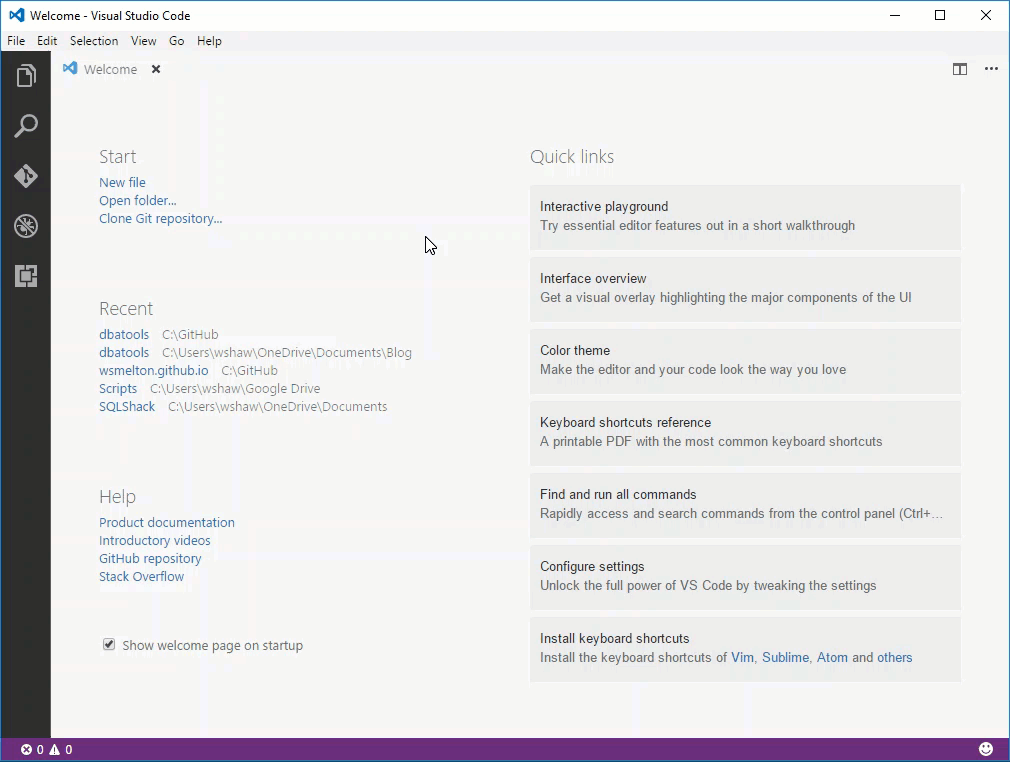 Welcome - Visual Studio Code
File Edit Selection View Go Help
Welcome
Start
New file
Open folder...
Clone Git repository...
Recent
dbatools C:\GitHub
dbatools C:\Users\wshaw\OneDrive\Documents\Blog
wsmelton.github.io C:\GitHub
Scripts C:\Users\wshaw\Google Drive
SQLShack C:\Users\wshaw\OneDrive\Documents
Help
Product documentation
Introductory videos
GitHub repository
Stack Overflow
Show welcome page on startup
Quick links
Interactive playground
Try essential editor features out in a short walkthrough
Interface overview
Get a visual overlay highlighting the major components of the UI
Color theme
Make the editor and your code look the way you love
Keyboard shortcuts reference
A printable PDF with the most common keyboard shortcuts
Find and run all commands
Rapidly access and search commands from the control panel (Ctrl+...
Configure settings
Unlock the full power of VS Code by tweaking the settings
Install keyboard shortcuts
Install the keyboard shortcuts of Vim, Sublime, Atom and others
0 0